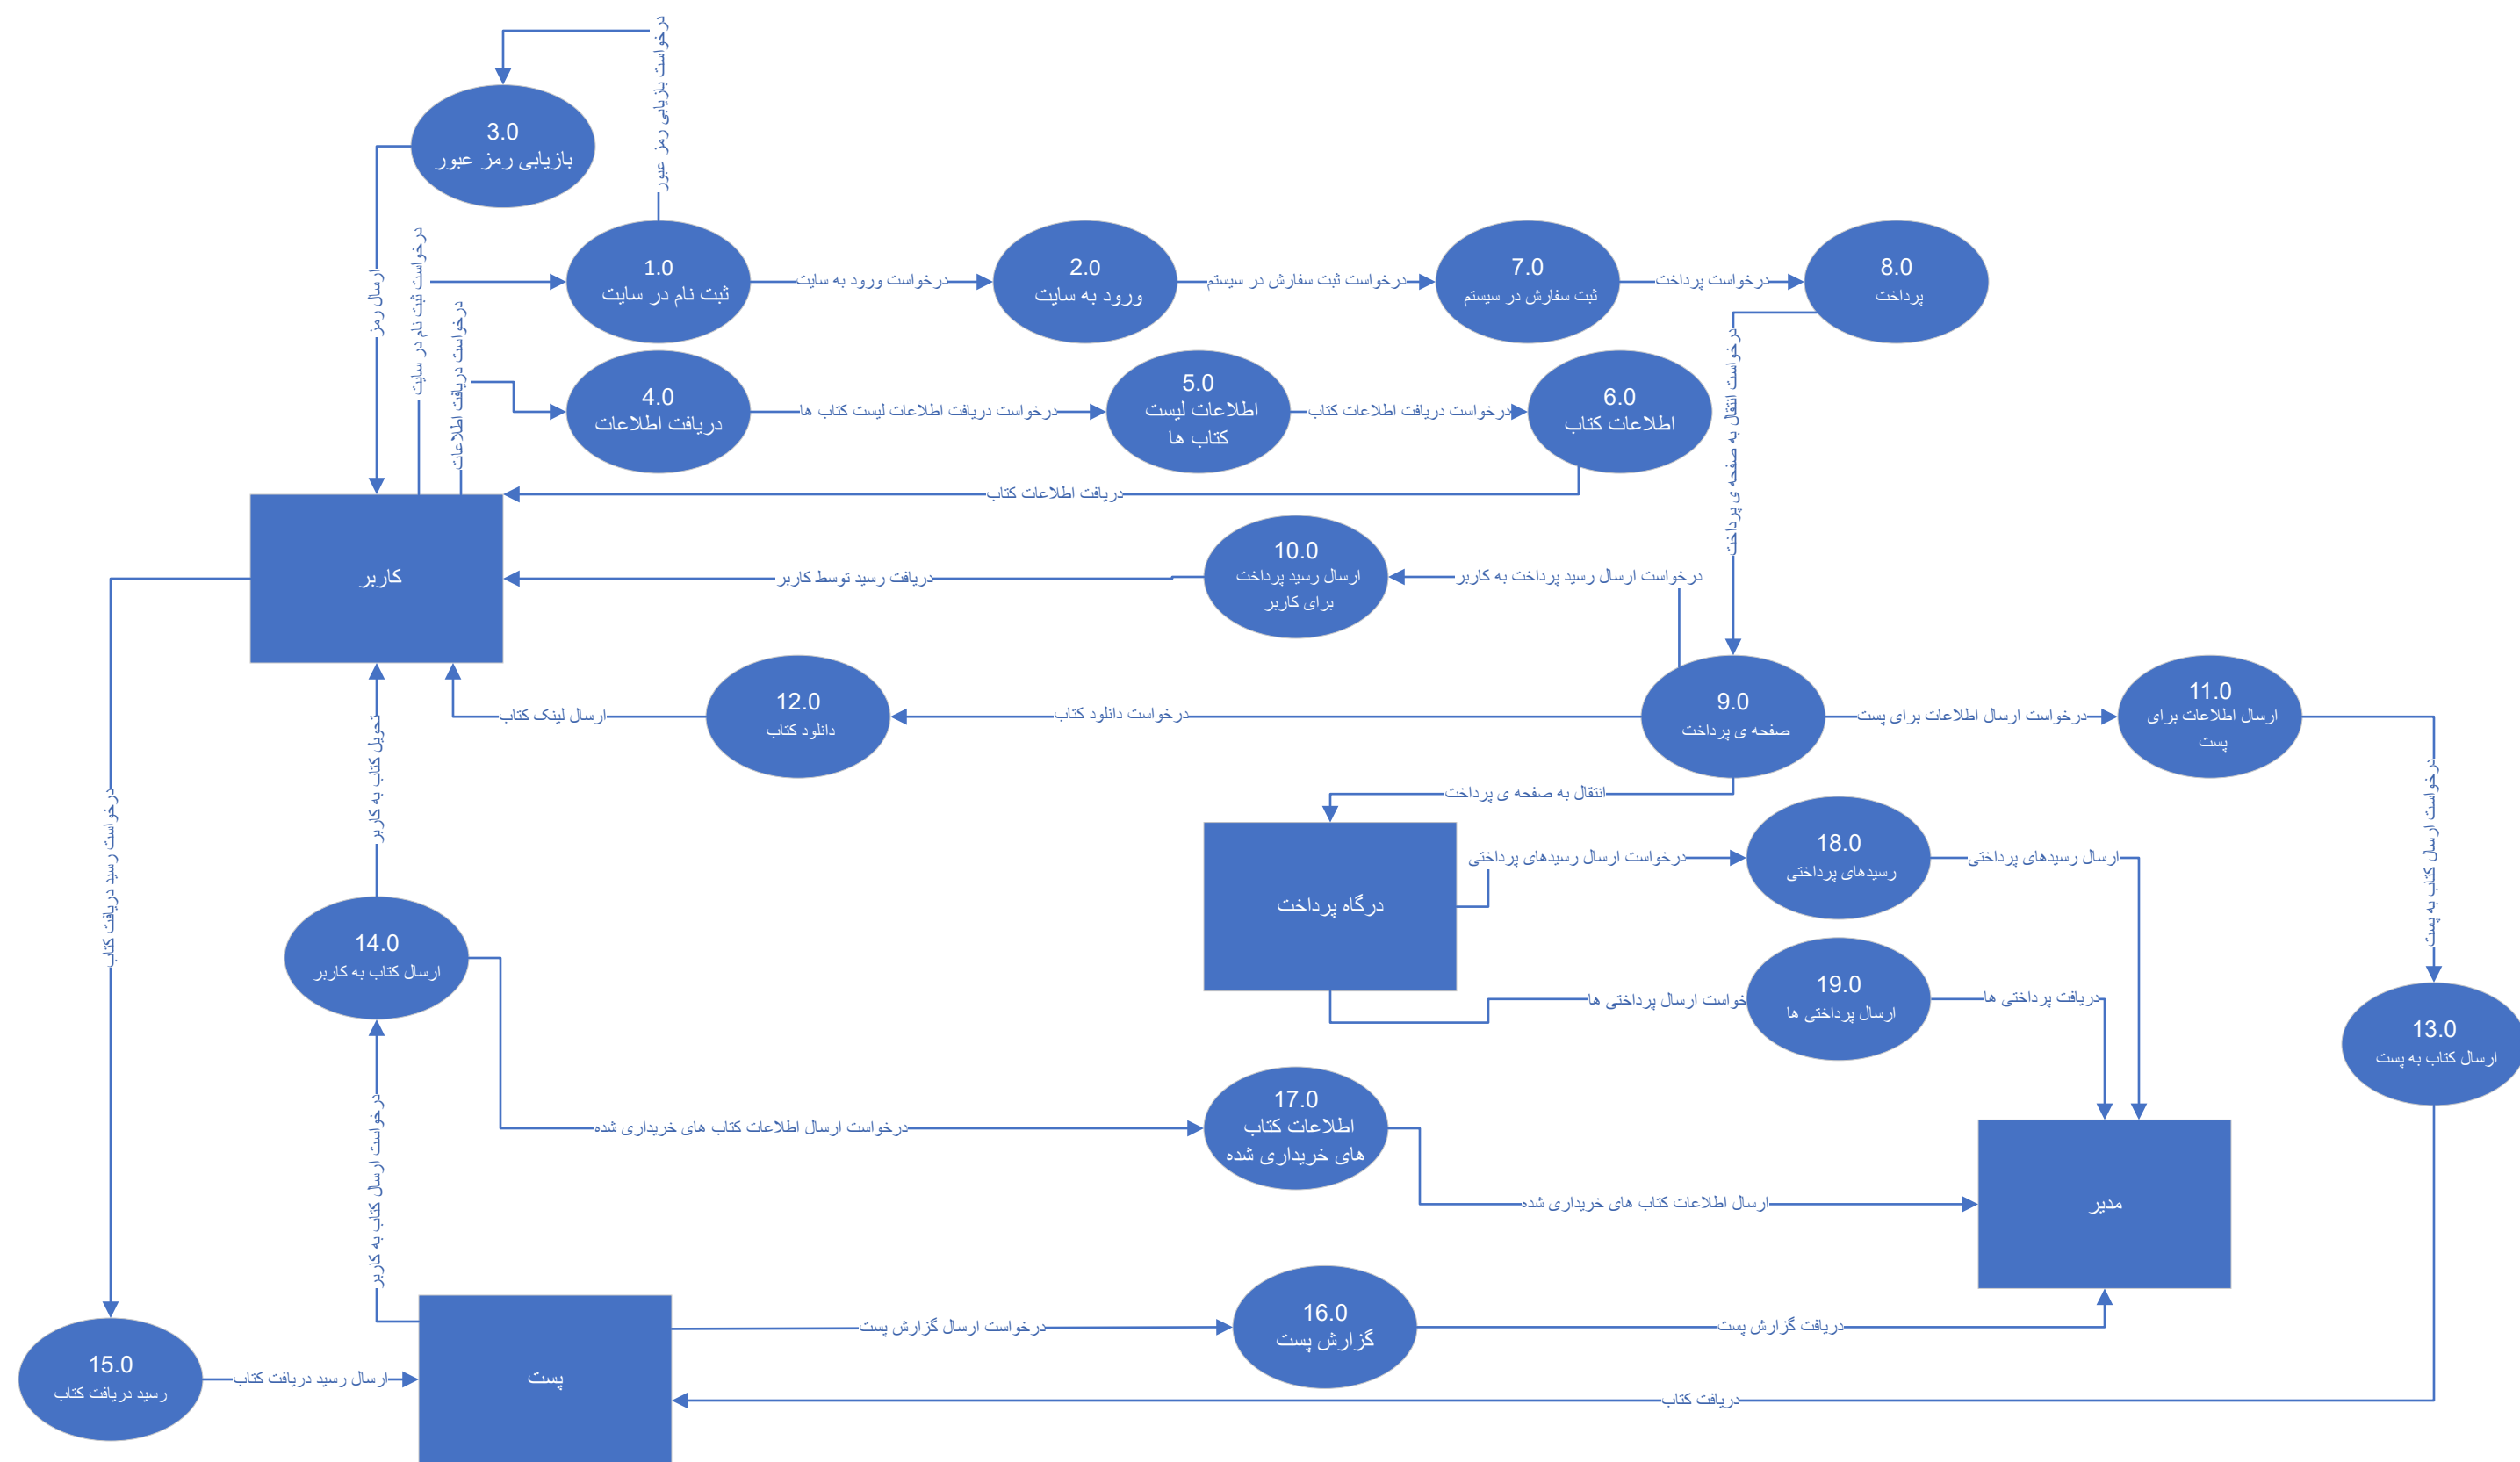 درخواست بازیابی رمز عبور
3.0
بازیابی رمز عبور
ارسال رمز
درخواست ثبت نام در سایت
درخواست دریافت اطلاعات
1.0
ثبت نام در سایت
درخواست ورود به سایت
2.0
ورود به سایت
درخواست ثبت سفارش در سیستم
7.0
ثبت سفارش در سیستم
درخواست پرداخت
8.0
پرداخت
4.0
دریافت اطلاعات
درخواست دریافت اطلاعات لیست کتاب ها
5.0
اطلاعات لیست
کتاب ها
درخواست دریافت اطلاعات کتاب
6.0
اطلاعات کتاب
درخواست انتقال به صفحه ی پرداخت
دریافت اطلاعات کتاب
کاربر
دریافت رسید توسط کاربر
10.0
ارسال رسید پرداخت
برای کاربر
درخواست ارسال رسید پرداخت به کاربر
ارسال لینک کتاب
12.0
دانلود کتاب
درخواست دانلود کتاب
9.0
صفحه ی پرداخت
درخواست ارسال اطلاعات برای پست
11.0
ارسال اطلاعات برای
پست
تحویل کتاب به کاربر
انتقال به صفحه ی پرداخت
درخواست رسید دریافت کتاب
درخواست ارسال کتاب به پست
درگاه پرداخت
درخواست ارسال رسیدهای پرداختی
18.0
رسیدهای پرداختی
ارسال رسیدهای پرداختی
14.0
ارسال کتاب به کاربر
خواست ارسال پرداختی ها
19.0
ارسال پرداختی ها
دریافت پرداختی ها
13.0
ارسال کتاب به پست
درخواست ارسال اطلاعات کتاب های خریداری شده
17.0
اطلاعات کتاب
های خریداری شده
ارسال اطلاعات کتاب های خریداری شده
مدیر
درخواست ارسال کتاب به کاربر
15.0
رسید دریافت کتاب
ارسال رسید دریافت کتاب
پست
درخواست ارسال گزارش پست
16.0
گزارش پست
دریافت گزارش پست
دریافت کتاب